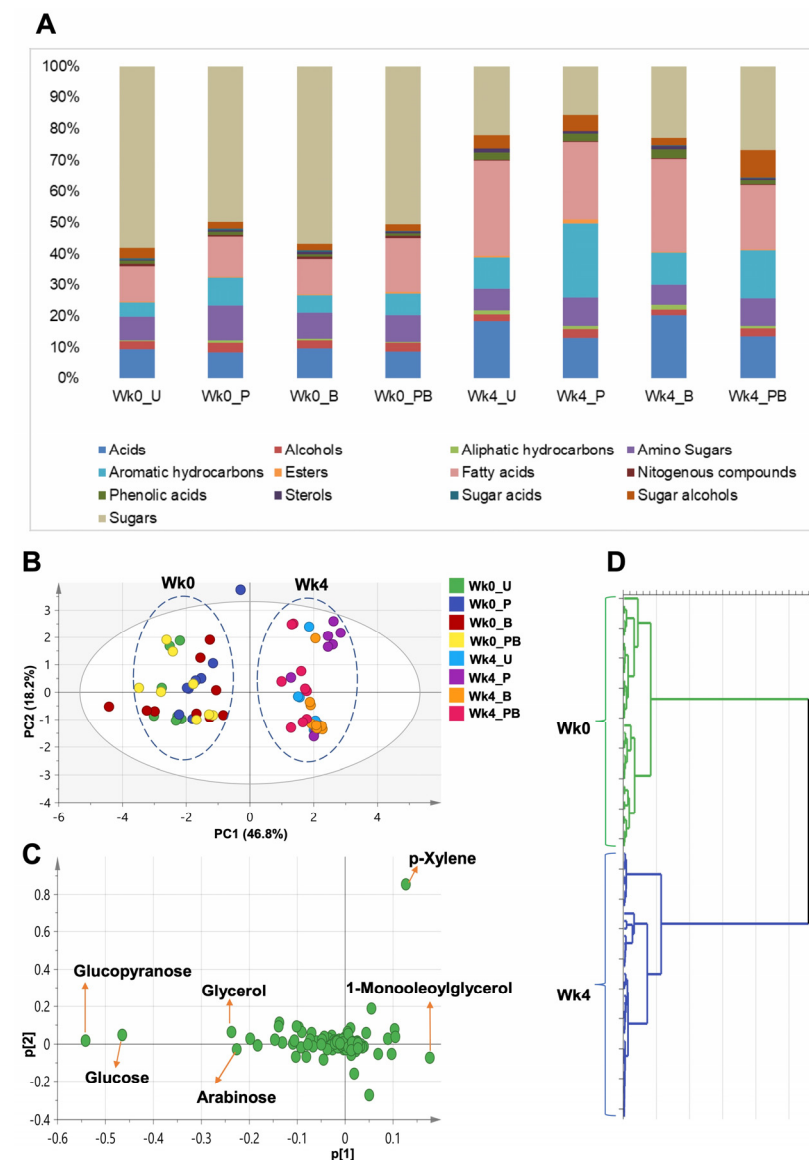 A
100%
90%
80%
70%
60%
50%
40%
30%
20%
10%
0%
Wk0_U Wk0_P Wk0_B Wk0_PB Wk4_U Wk4_P Wk4_B Wk4_PB
Acids Alcohols Aliphatic hydrocarbons Amino Sugars
Aromatic hydrocarbons Esters Fatty acids Nitogenous compounds
Phenolic acids Sterols Sugar acids Sugar alcohols
Sugars
B
Wk0 Wk4
3
2
1
0
-1
-2
-3
-4
PC2 (18.2%)
-6 -4 -2 0 2 4
PC1 (46.8%)
Wk0_U
Wk0_P
Wk0_B
Wk0_PB
Wk4_U
Wk4_P
Wk4_B
Wk4_PB
C
p-Xylene
Glucopyranose
Glycerol
1-Monooleoylglycerol
Glucose
Arabinose
0.8
0.6
0.4
0.2
0
-0.2
-0.4
p[2]
-0.6 -0.5 -0.4 -0.3 -0.2 -0.1 0 0.1
p[1]
D
Wk0
Wk4